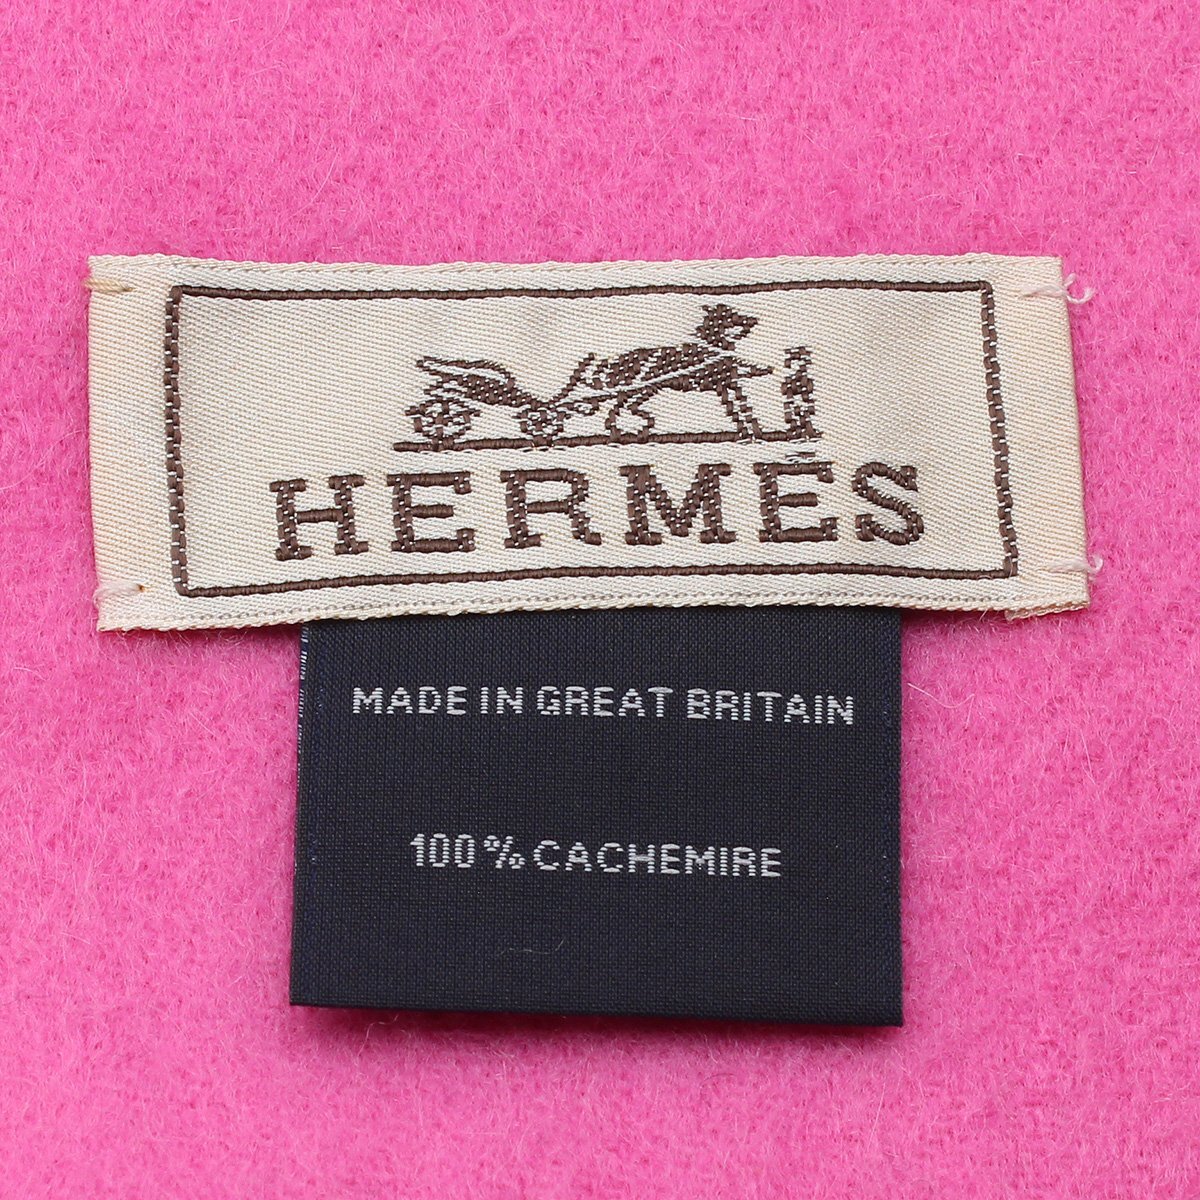 HERMÈS
MADE IN GREAT BRITAIN
100% CACHEMIRE